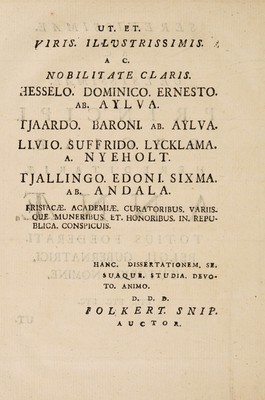 UT. ET.
VIRIS. ILLVSTRISSIMIS.
A C.
NOBILITATE CLARIS.
HESSELO. DOMINICO. ERNESTO.
AB. AYLVA.
TJAARDO. BARONI. AB. AYLVA.
LIVIO. SUFFRIDO. LYCKLAMA.
A. NYEHOLT.
TJALLINGO. EDONI. SIXMA.
AB. ANDALA.
FRISIACÆ. ACADEMIÆ. CURATORIBUS, VARIIS-
QUE MUNERIBUS ET. HONORIBUS. IN. REPU-
BLICA. CONSPICUIS.
HANC. DISSERTATIONEM, SE.
SUAQUE. STUDIA. DEVO-
TO. ANIMO.
D. D. D.
FOLKERT. SNIP.
AUCTOR.